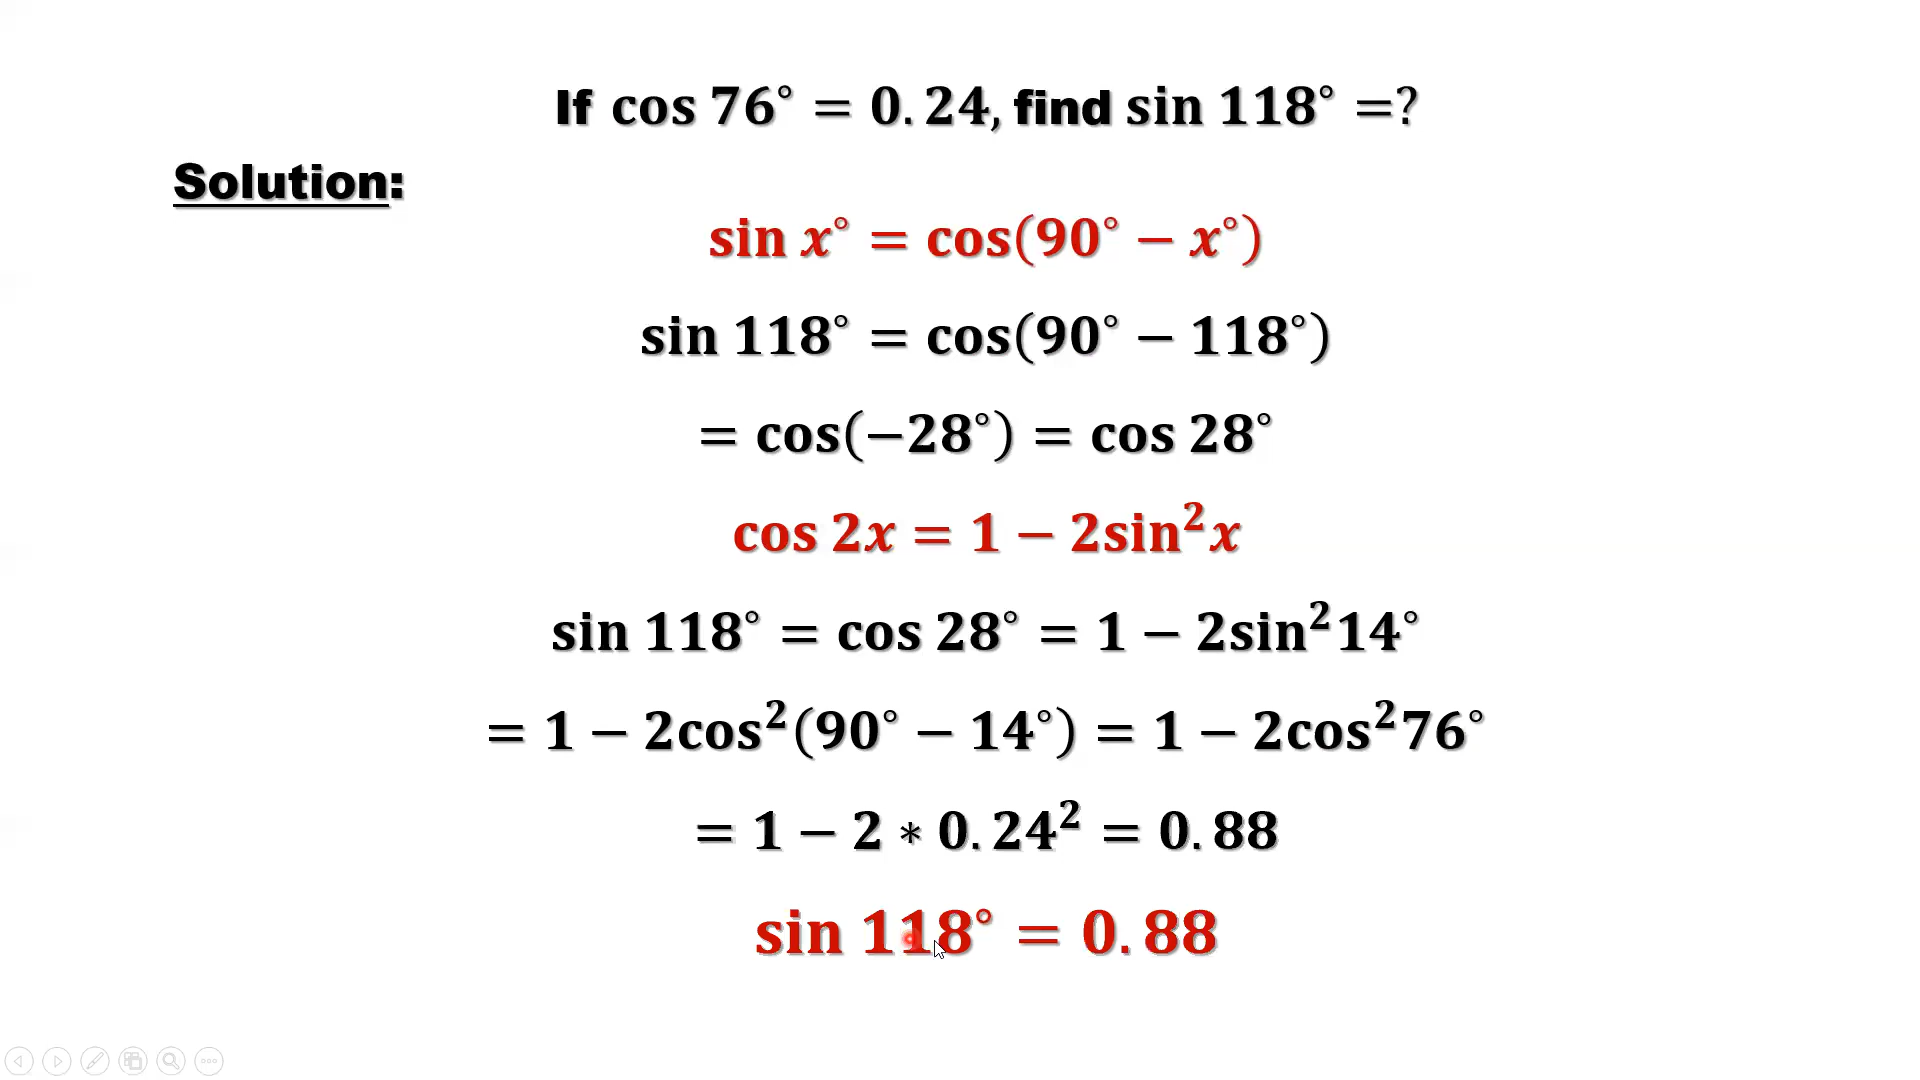 If cos 76° = 0.24, find sin 118° =?
Solution:
sin x° = cos(90° − x°)
sin 118° = cos(90° − 118°)
= cos(−28°) = cos 28°
cos 2x = 1 − 2sin²x
sin 118° = cos 28° = 1 − 2sin²14°
= 1 − 2cos²(90° − 14°) = 1 − 2cos²76°
= 1 − 2 * 0.24² = 0.88
sin 118° = 0.88